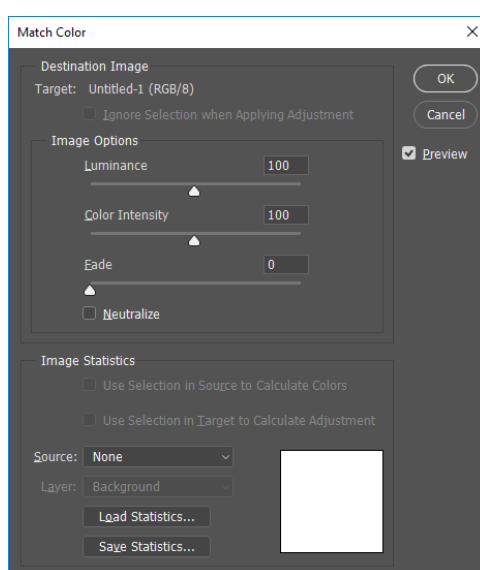 Match Color
Destination Image
Target: Untitled-1 (RGB/8)
Ignore Selection when Applying Adjustment
OK
Cancel
Preview
Image Options
Luminance 100
Color Intensity 100
Fade 0
Neutralize
Image Statistics
Use Selection in Source to Calculate Colors
Use Selection in Target to Calculate Adjustment
Source: None
Layer: Background
Load Statistics...
Save Statistics...